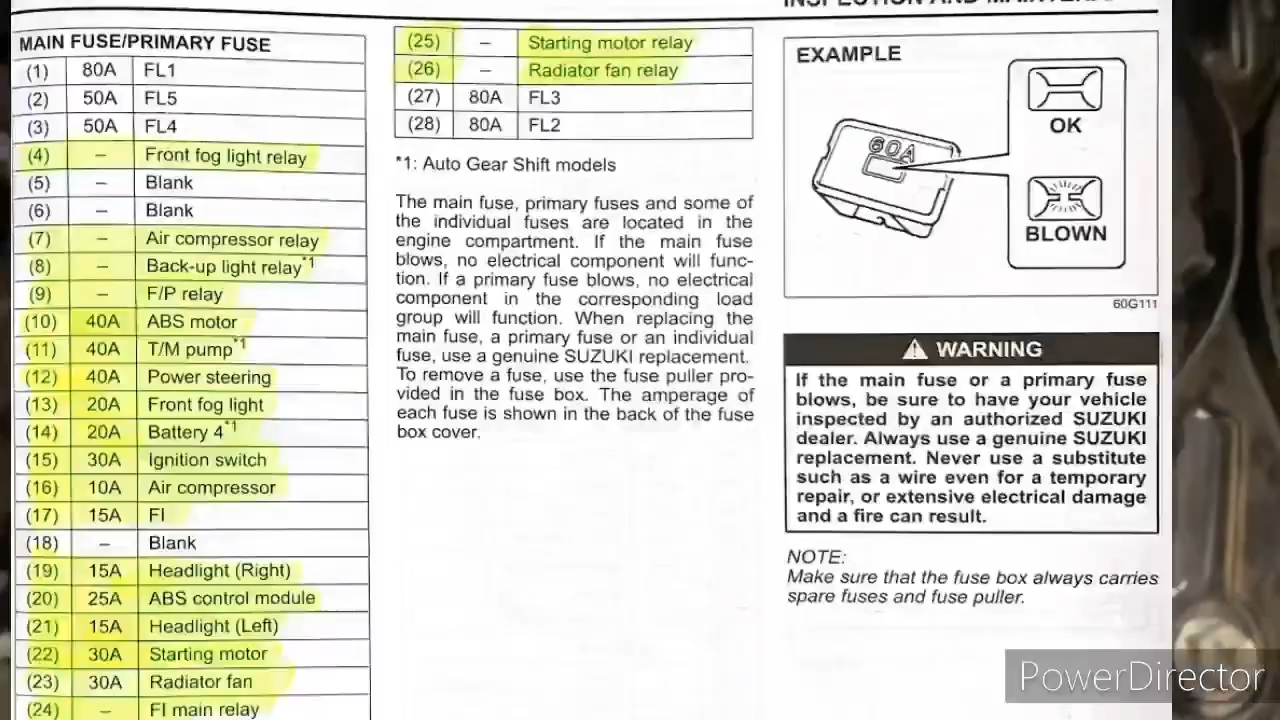 INSPECTION AND MAINTENANCE
MAIN FUSE/PRIMARY FUSE
(1) 80A FL1
(2) 50A FL5
(3) 50A FL4
(4) – Front fog light relay
(5) – Blank
(6) – Blank
(7) – Air compressor relay
(8) – Back-up light relay*1
(9) – F/P relay
(10) 40A ABS motor
(11) 40A T/M pump*1
(12) 40A Power steering
(13) 20A Front fog light
(14) 20A Battery 4*1
(15) 30A Ignition switch
(16) 10A Air compressor
(17) 15A FI
(18) – Blank
(19) 15A Headlight (Right)
(20) 25A ABS control module
(21) 15A Headlight (Left)
(22) 30A Starting motor
(23) 30A Radiator fan
(24) – FI main relay
(25) – Starting motor relay
(26) – Radiator fan relay
(27) 80A FL3
(28) 80A FL2
*1: Auto Gear Shift models
The main fuse, primary fuses and some of
the individual fuses are located in the
engine compartment. If the main fuse
blows, no electrical component will func-
tion. If a primary fuse blows, no electrical
component in the corresponding load
group will function. When replacing the
main fuse, a primary fuse or an individual
fuse, use a genuine SUZUKI replacement.
To remove a fuse, use the fuse puller pro-
vided in the fuse box. The amperage of
each fuse is shown in the back of the fuse
box cover.
EXAMPLE
60A
OK
BLOWN
60G111
WARNING
If the main fuse or a primary fuse
blows, be sure to have your vehicle
inspected by an authorized SUZUKI
dealer. Always use a genuine SUZUKI
replacement. Never use a substitute
such as a wire even for a temporary
repair, or extensive electrical damage
and a fire can result.
NOTE:
Make sure that the fuse box always carries
spare fuses and fuse puller.
PowerDirector